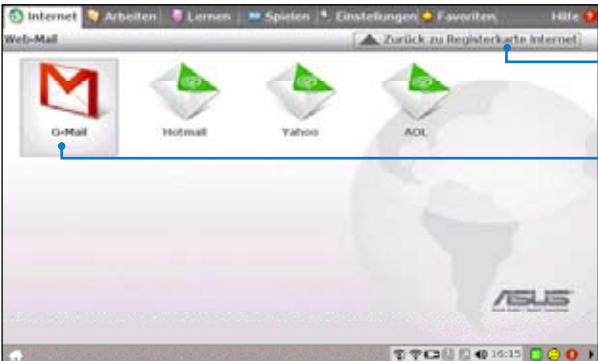 Internet Arbeiten Lernen Spielen Einstellungen Favoriten Hilfe
Web-Mail Zurück zu Registerkarte Internet
G-Mail Hotmail Yahoo AOL
ASUS
16:15